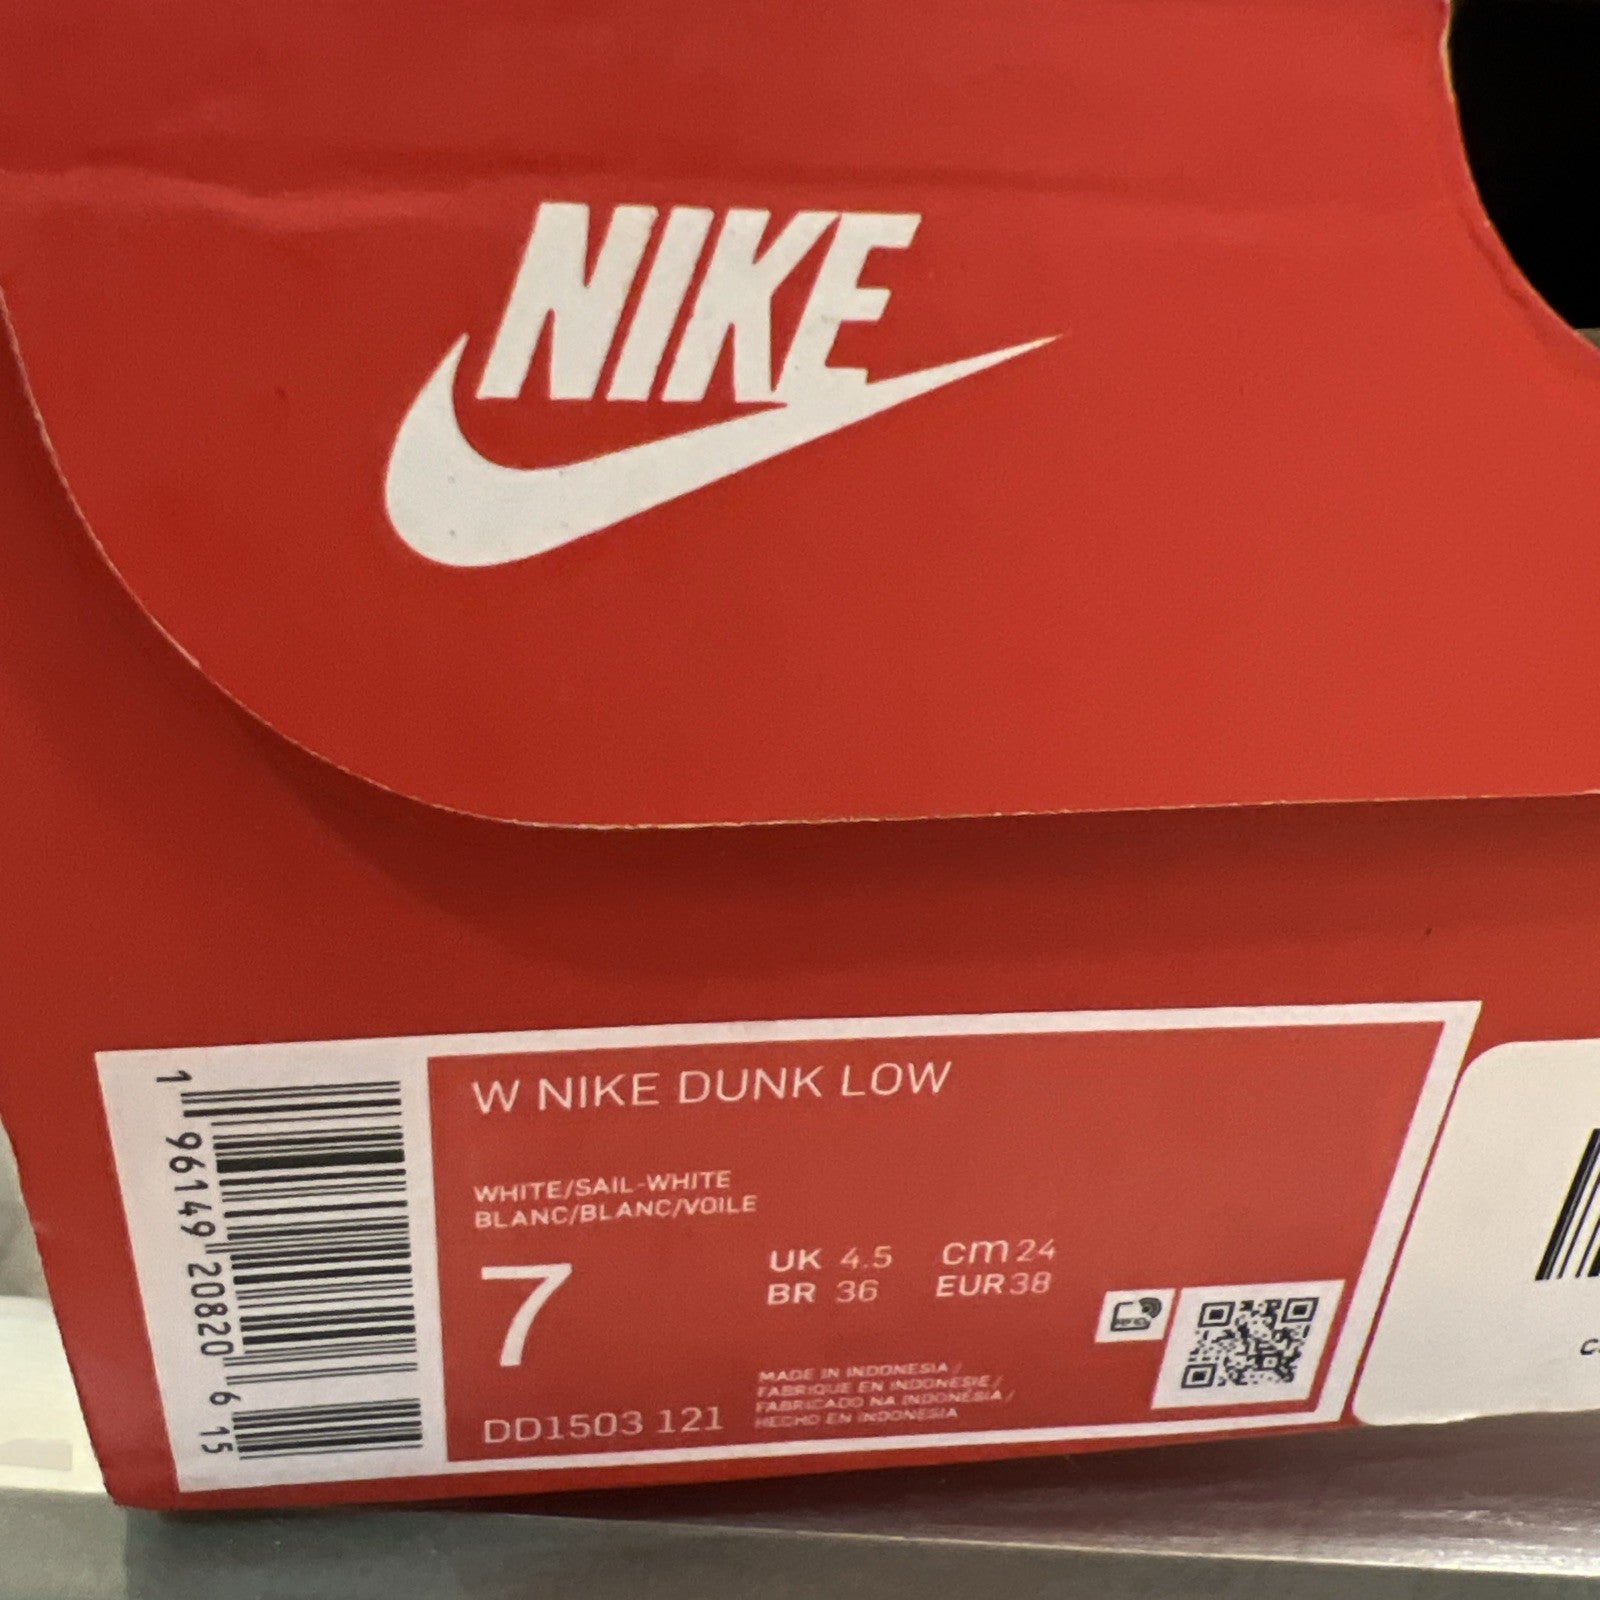 NIKE
W NIKE DUNK LOW
WHITE/SAIL-WHITE
BLANC/BLANC/VOILE
7
UK 4.5 cm 24
BR 36 EUR 38
MADE IN INDONESIA /
FABRIQUE EN INDONESIE /
FABRICADO NA INDONÉSIA /
HECHO EN INDONESIA
DD1503 121
1 96149 20820 6 15